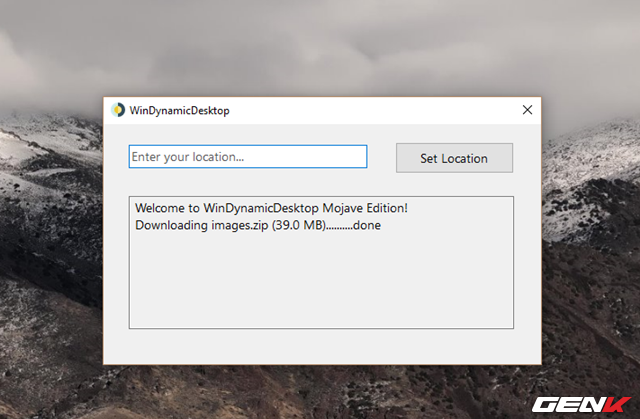 WinDynamicDesktop
Enter your location...
Set Location
Welcome to WinDynamicDesktop Mojave Edition!
Downloading images.zip (39.0 MB)..........done
GENK